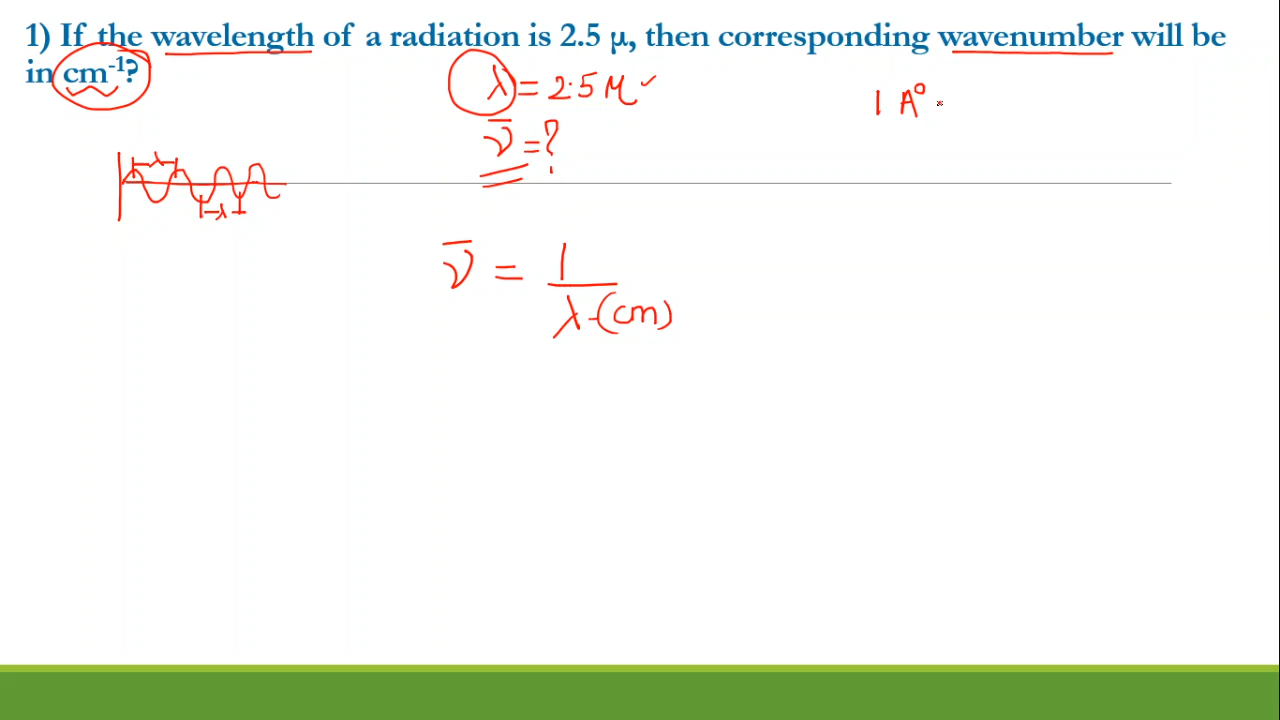 1) If the wavelength of a radiation is 2.5 μ, then corresponding wavenumber will be
in cm⁻¹?
λ = 2.5 μ ✓
1 A°
ν̅ = ?
λ
λ
ν̅ = 1
λ-(cm)